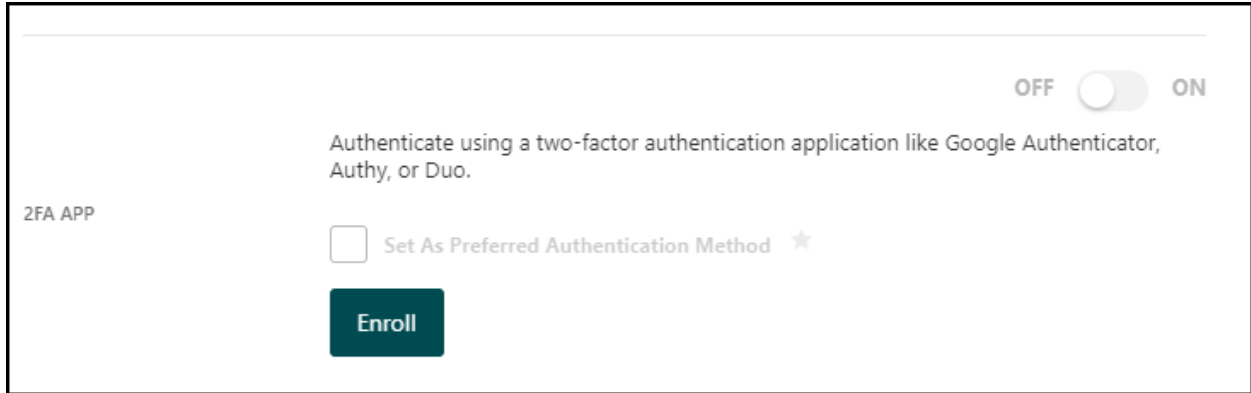 OFF ON
Authenticate using a two-factor authentication application like Google Authenticator,
Authy, or Duo.
2FA APP
Set As Preferred Authentication Method
Enroll